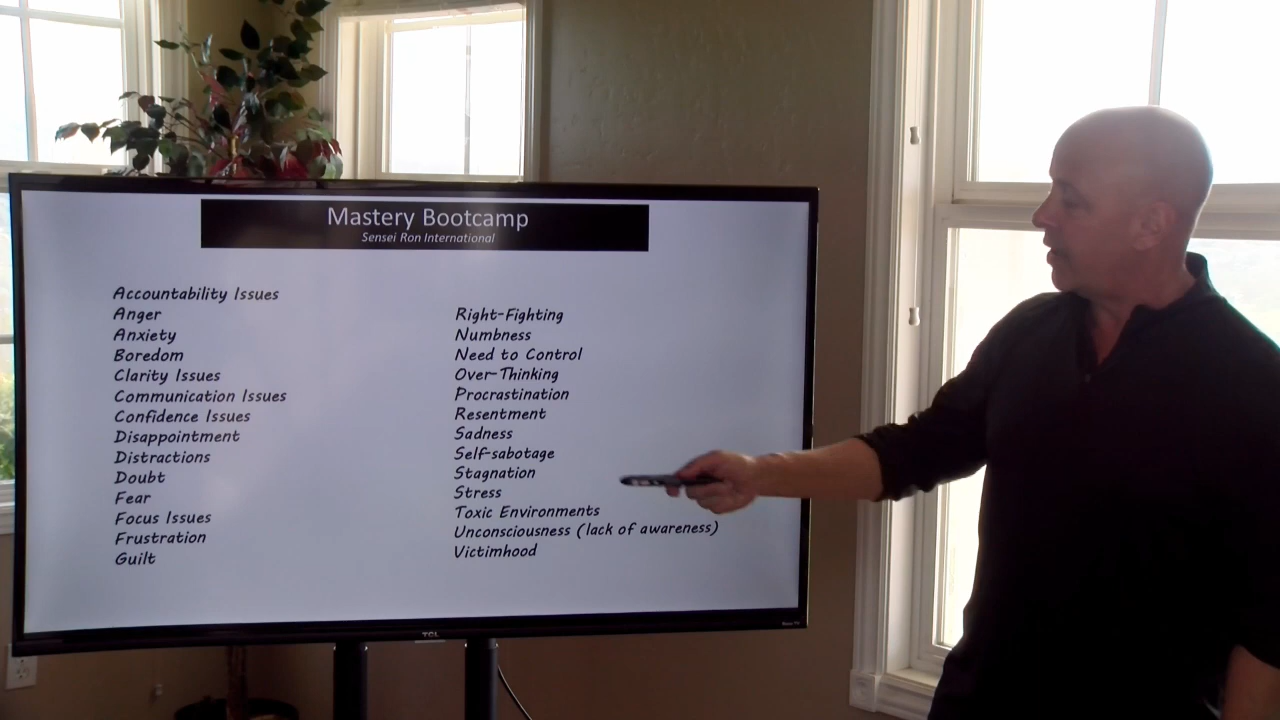 Mastery Bootcamp
Sensei Ron International
Accountability Issues
Anger
Anxiety
Boredom
Clarity Issues
Communication Issues
Confidence Issues
Disappointment
Distractions
Doubt
Fear
Focus Issues
Frustration
Guilt
Right-Fighting
Numbness
Need to Control
Over-Thinking
Procrastination
Resentment
Sadness
Self-sabotage
Stagnation
Stress
Toxic Environments
Unconsciousness (lack of awareness)
Victimhood
TCL